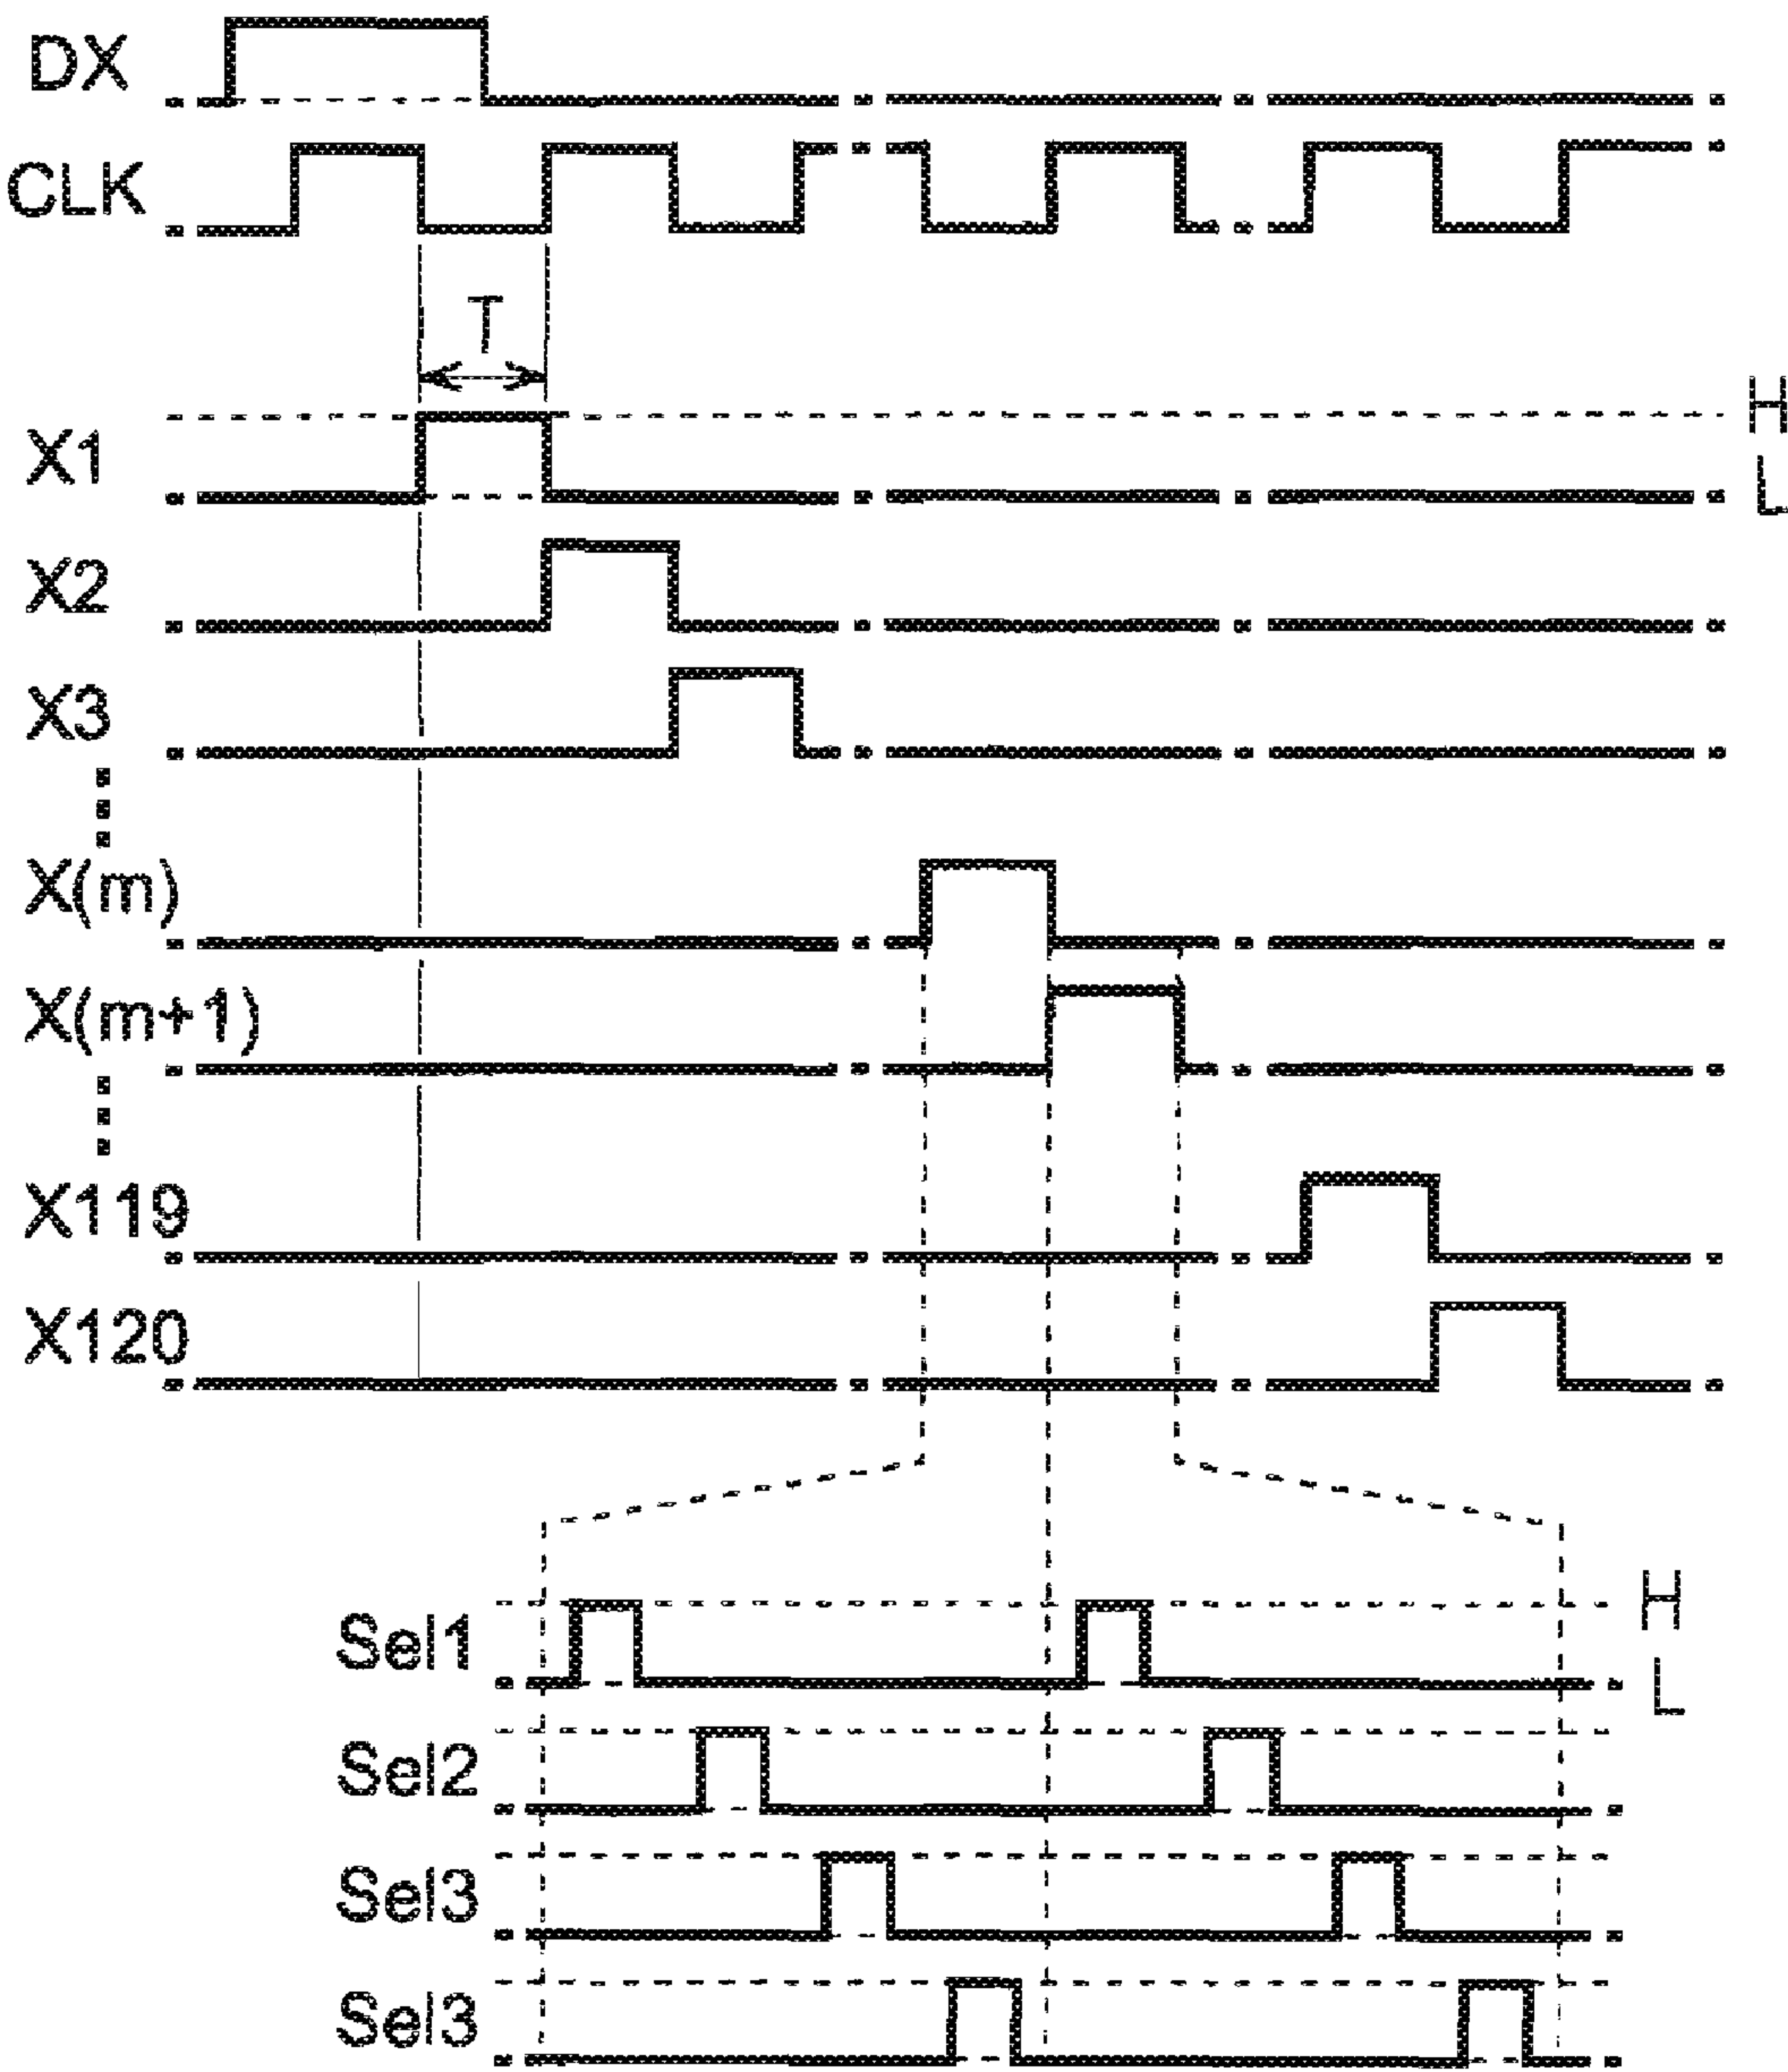 DX
CLK
T
H
X1
L
X2
X3
X(m)
X(m+1)
X119
X120
H
Sel1
L
Sel2
Sel3
Sel3